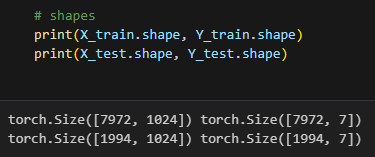 # shapes
print(X_train.shape, Y_train.shape)
print(X_test.shape, Y_test.shape)
torch.Size([7972, 1024]) torch.Size([7972, 7])
torch.Size([1994, 1024]) torch.Size([1994, 7])